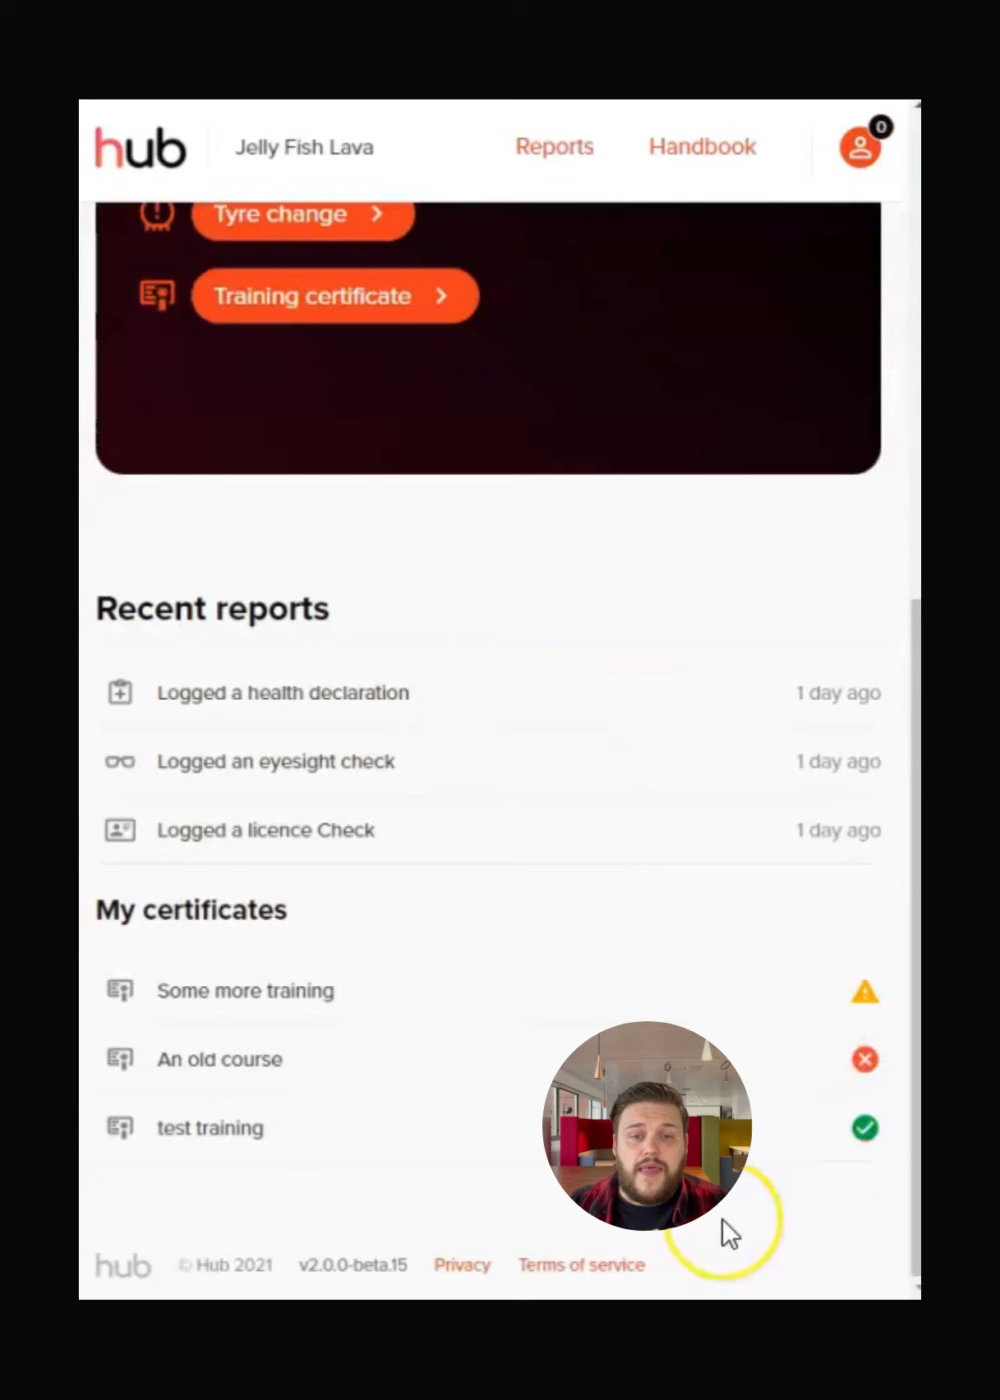 hub Jelly Fish Lava Reports Handbook 0
Tyre change
Training certificate
Recent reports
Logged a health declaration 1 day ago
Logged an eyesight check 1 day ago
Logged a licence Check 1 day ago
My certificates
Some more training
An old course
test training
hub © Hub 2021 v2.0.0-beta.15 Privacy Terms of service